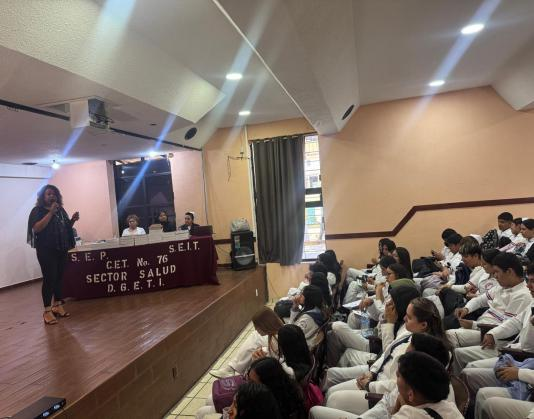 S.E.P. S.E.I.T.
C.E.T. No. 76
SECTOR SALUD
D.G.E.T.I.